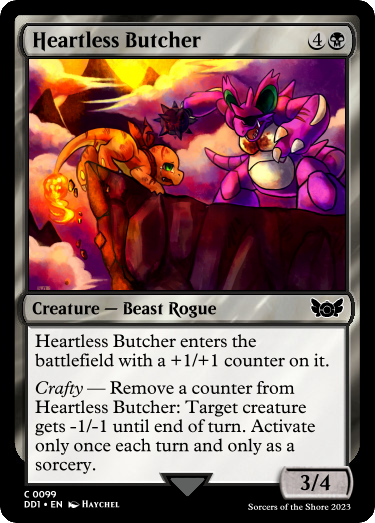 Heartless Butcher 4
Creature — Beast Rogue
Heartless Butcher enters the
battlefield with a +1/+1 counter on it.
Crafty — Remove a counter from
Heartless Butcher: Target creature
gets -1/-1 until end of turn. Activate
only once each turn and only as a
sorcery.
3/4
C 0099
DD1 • EN HAYCHEL
Sorcers of the Shore 2023